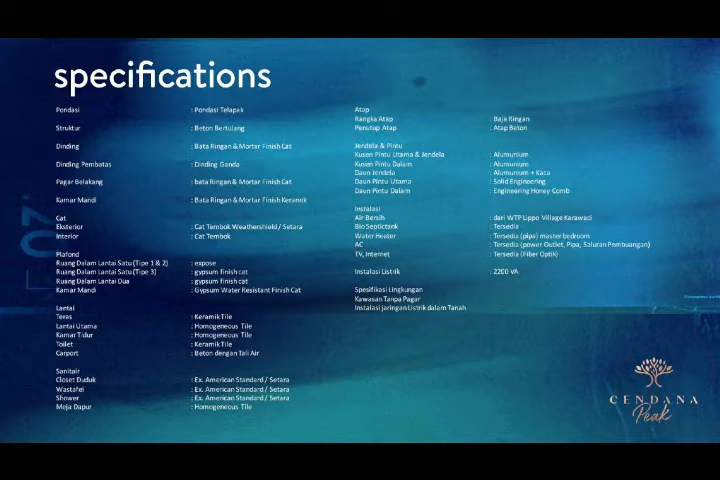 specifications
Pondasi : Pondasi Telapak
Struktur : Beton Bertulang
Dinding : Bata Ringan & Mortar Finish Cat
Dinding Pembatas : Dinding Ganda
Pagar Belakang : bata Ringan & Mortar Finish Cat
Kamar Mandi : Bata Ringan & Mortar Finish Keramik
Cat
Eksterior : Cat Tembok Weathershield / Setara
Interior : Cat Tembok
Plafond
Ruang Dalam Lantai Satu (Tipe 1 & 2) : expose
Ruang Dalam Lantai Satu (Tipe 3) : gypsum finish cat
Ruang Dalam Lantai Dua : gypsum finish cat
Kamar Mandi : Gypsum Water Resistant Finish Cat
Lantai
Teras : Keramik Tile
Lantai Utama : Homogeneous Tile
Kamar Tidur : Homogeneous Tile
Toilet : Keramik Tile
Carport : Beton dengan Tali Air
Sanitair
Closet Duduk : Ex. American Standard / Setara
Wastafel : Ex. American Standard / Setara
Shower : Ex. American Standard / Setara
Meja Dapur : Homogeneous Tile
Atap
Rangka Atap : Baja Ringan
Penutup Atap : Atap Beton
Jendela & Pintu
Kusen Pintu Utama & Jendela : Alumunium
Kusen Pintu Dalam : Alumunium
Daun Jendela : Alumunium + Kaca
Daun Pintu Utama : Solid Engineering
Daun Pintu Dalam : Engineering Honey Comb
Instalasi
Air Bersih : dari WTP Lippo Village Karawaci
Bio Septictank : Tersedia
Water Heater : Tersedia (pipa) master bedroom
AC : Tersedia (power Outlet, Pipa, Saluran Pembuangan)
TV, Internet : Tersedia (Fiber Optik)
Instalasi Listrik : 2200 VA
Spesifikasi Lingkungan
Kawasan Tanpa Pagar
Instalasi jaringan Listrik dalam Tanah
CENDANA
Peak